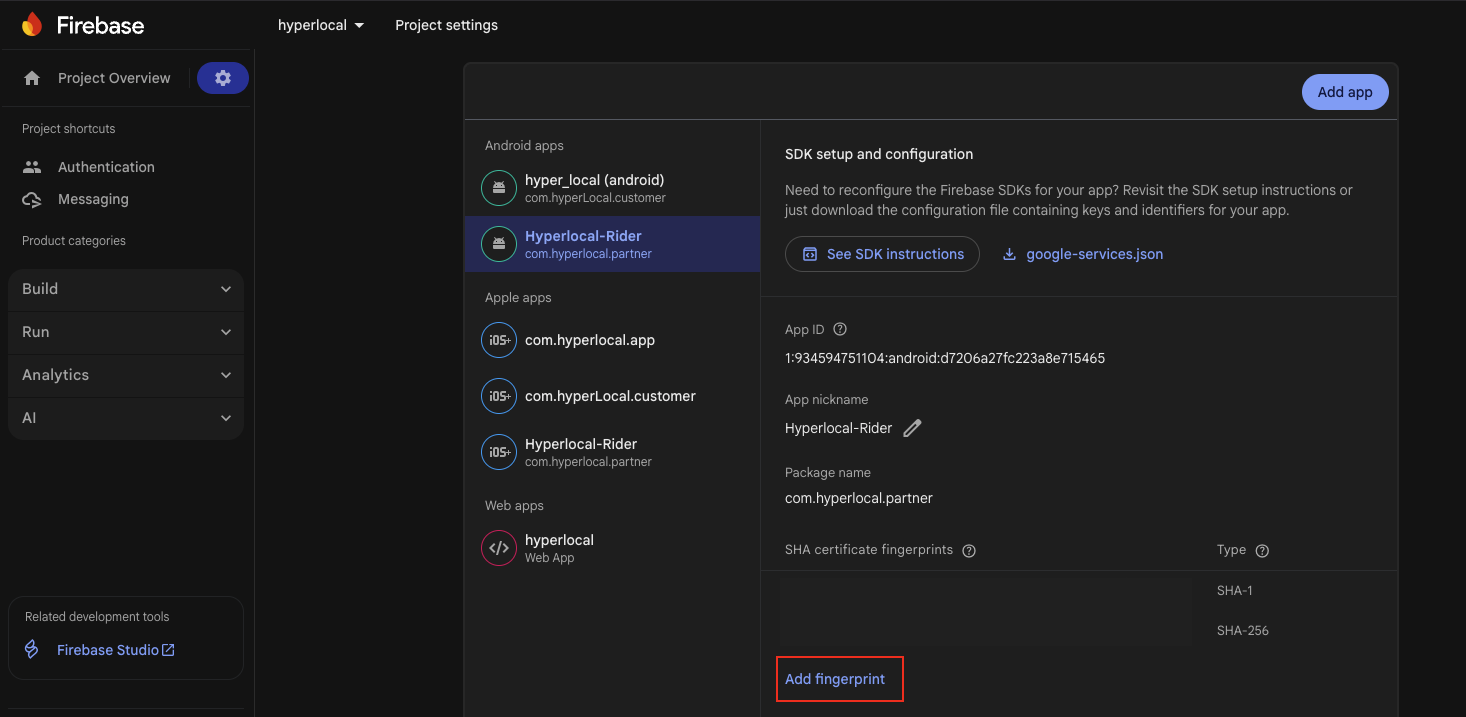 Firebase
hyperlocal
Project settings
Project Overview
Project shortcuts
Authentication
Messaging
Product categories
Build
Run
Analytics
AI
Related development tools
Firebase Studio
Add app
Android apps
hyper_local (android)
com.hyperLocal.customer
Hyperlocal-Rider
com.hyperlocal.partner
Apple apps
iOS+
com.hyperlocal.app
iOS+
com.hyperLocal.customer
iOS+
Hyperlocal-Rider
com.hyperlocal.partner
Web apps
hyperlocal
Web App
SDK setup and configuration
Need to reconfigure the Firebase SDKs for your app? Revisit the SDK setup instructions or
just download the configuration file containing keys and identifiers for your app.
See SDK instructions
google-services.json
App ID
1:934594751104:android:d7206a27fc223a8e715465
App nickname
Hyperlocal-Rider
Package name
com.hyperlocal.partner
SHA certificate fingerprints
Type
SHA-1
SHA-256
Add fingerprint